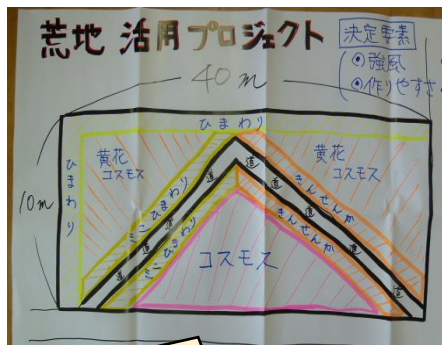 荒地 活用プロジェクト
決定要素
◉強風
◉作りやすさ
40m
10m
ひまわり
ひまわり
黄花
コスモス
黄花
コスモス
ミニひまわり
ミニひまわり
きんせんか
きんせんか
道
道
道
道
道
道
道
道
コスモス